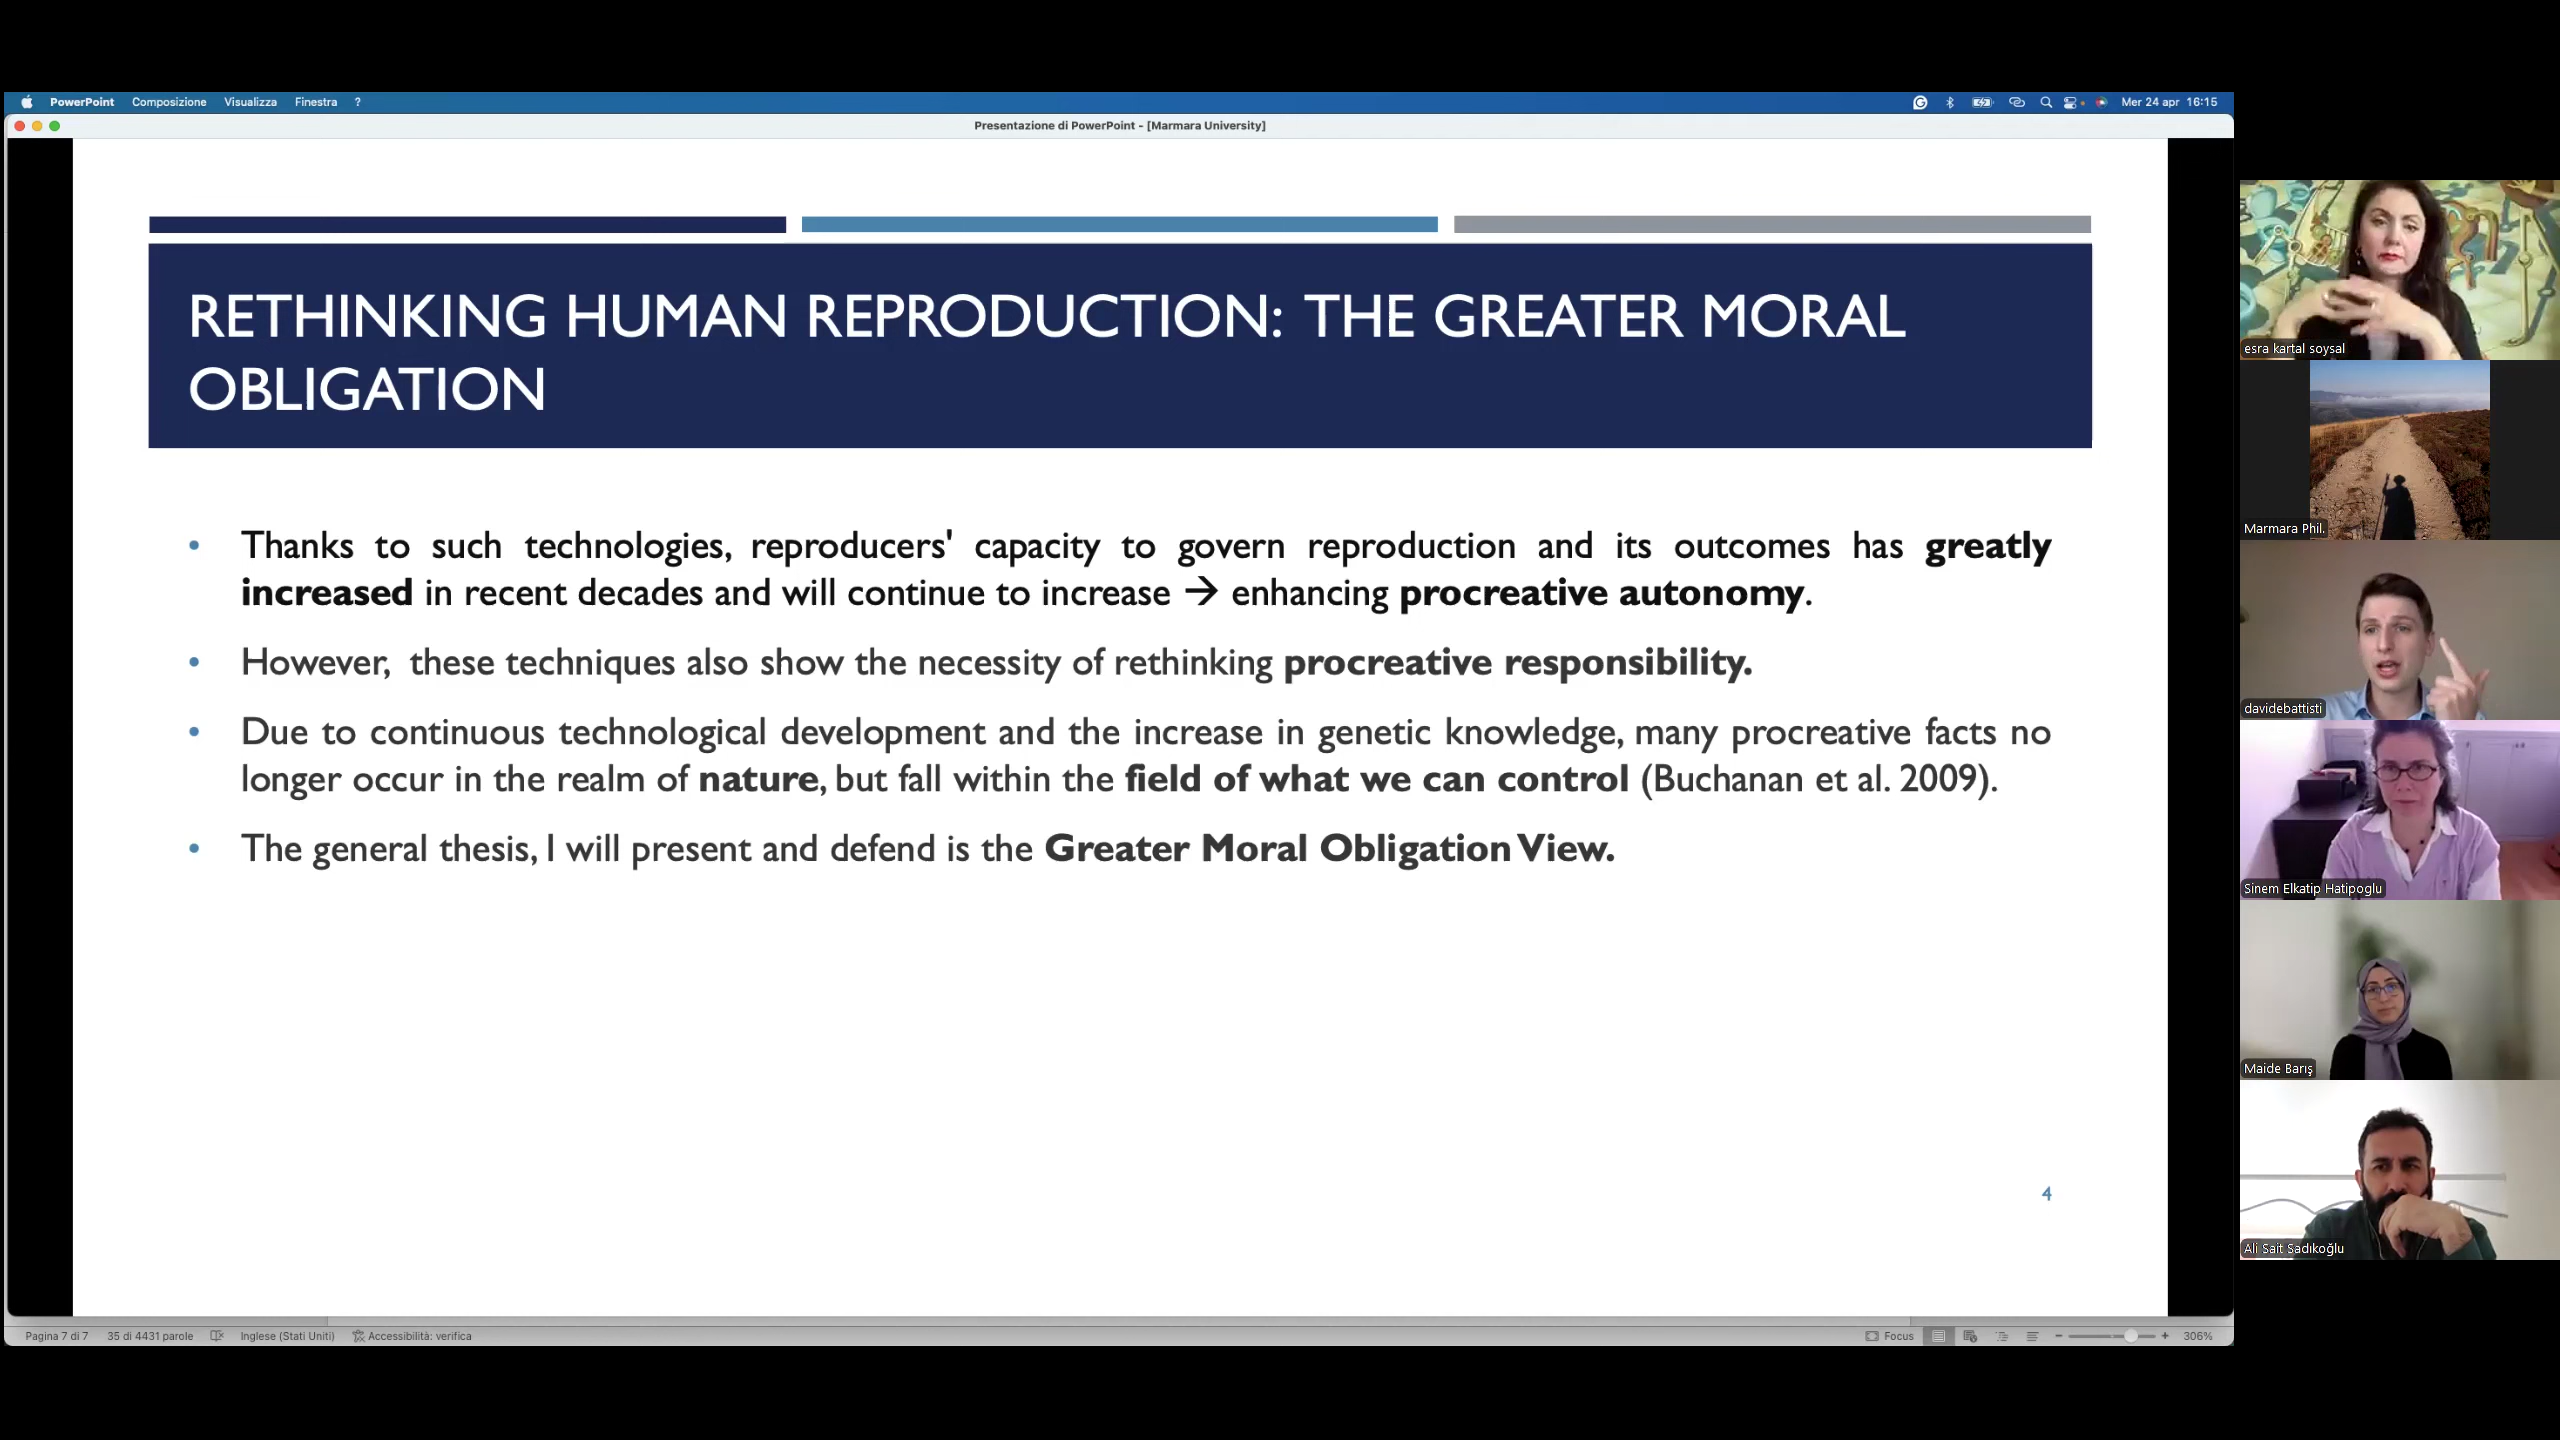 PowerPoint Composizione Visualizza Finestra ? Mer 24 apr 16:15
Presentazione di PowerPoint - [Marmara University]
RETHINKING HUMAN REPRODUCTION: THE GREATER MORAL
OBLIGATION
• Thanks to such technologies, reproducers' capacity to govern reproduction and its outcomes has greatly
increased in recent decades and will continue to increase → enhancing procreative autonomy.
• However, these techniques also show the necessity of rethinking procreative responsibility.
• Due to continuous technological development and the increase in genetic knowledge, many procreative facts no
longer occur in the realm of nature, but fall within the field of what we can control (Buchanan et al. 2009).
• The general thesis, I will present and defend is the Greater Moral Obligation View.
4
Pagina 7 di 7 35 di 4431 parole Inglese (Stati Uniti) Accessibilità: verifica Focus 306%
esra kartal soysal
Marmara Phil.
davidebattisti
Sinem Elkatip Hatipoglu
Maide Barış
Ali Sait Sadıkoğlu